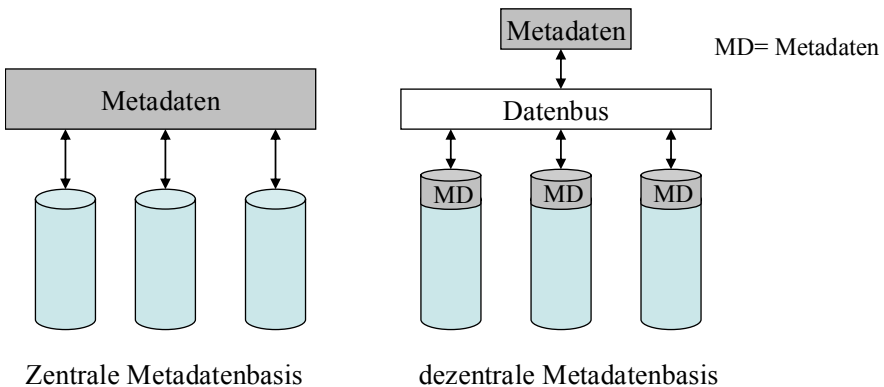 Metadaten
MD= Metadaten
Metadaten
Datenbus
MD MD MD
Zentrale Metadatenbasis
dezentrale Metadatenbasis